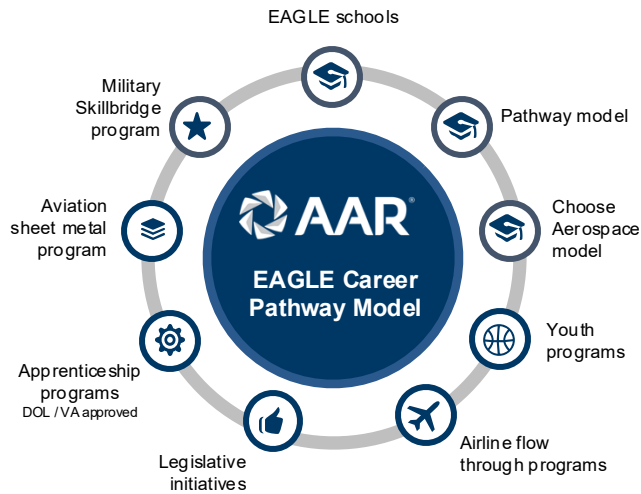 EAGLE schools
Military
Skillbridge
program
Pathway model
Aviation
sheet metal
program
AAR®
EAGLE Career
Pathway Model
Choose
Aerospace
model
Youth
programs
Apprenticeship
programs
DOL / VA approved
Airline flow
through programs
Legislative
initiatives